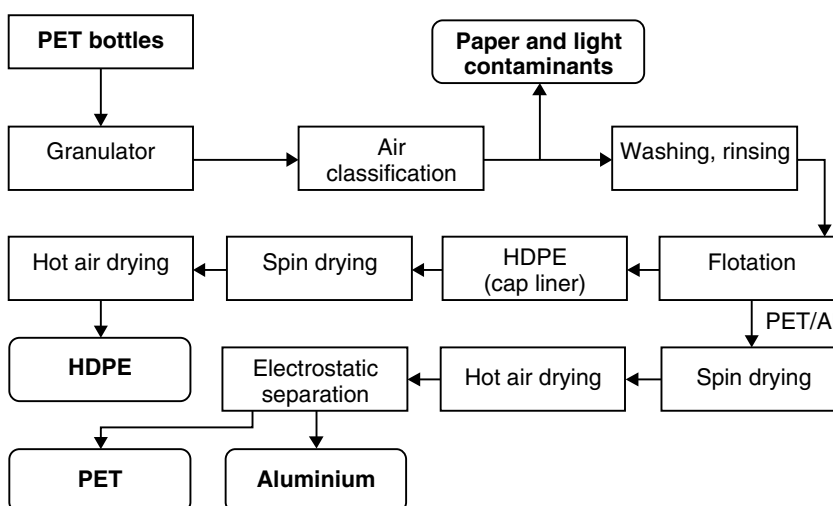 PET bottles
Paper and light
contaminants
Granulator
Air
classification
Washing, rinsing
Hot air drying
Spin drying
HDPE
(cap liner)
Flotation
PET/A
HDPE
Electrostatic
separation
Hot air drying
Spin drying
PET
Aluminium